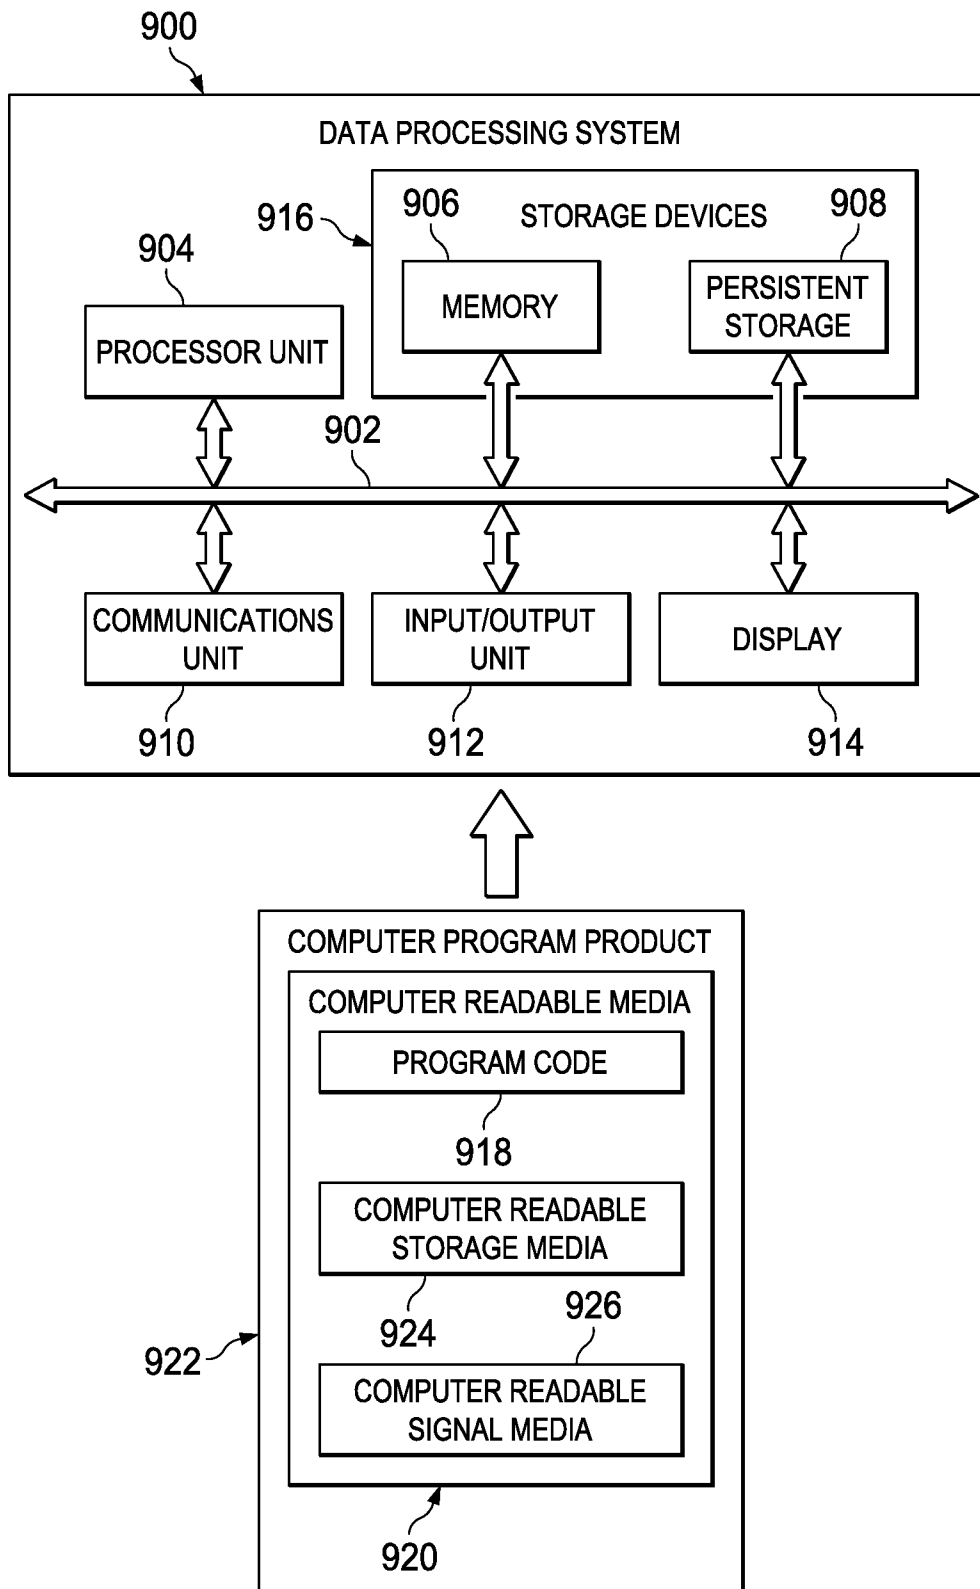 900
DATA PROCESSING SYSTEM
916
906
STORAGE DEVICES
908
904
MEMORY
PERSISTENT
STORAGE
PROCESSOR UNIT
902
COMMUNICATIONS
UNIT
INPUT/OUTPUT
UNIT
DISPLAY
910
912
914
COMPUTER PROGRAM PRODUCT
COMPUTER READABLE MEDIA
PROGRAM CODE
918
COMPUTER READABLE
STORAGE MEDIA
924
926
922
COMPUTER READABLE
SIGNAL MEDIA
920